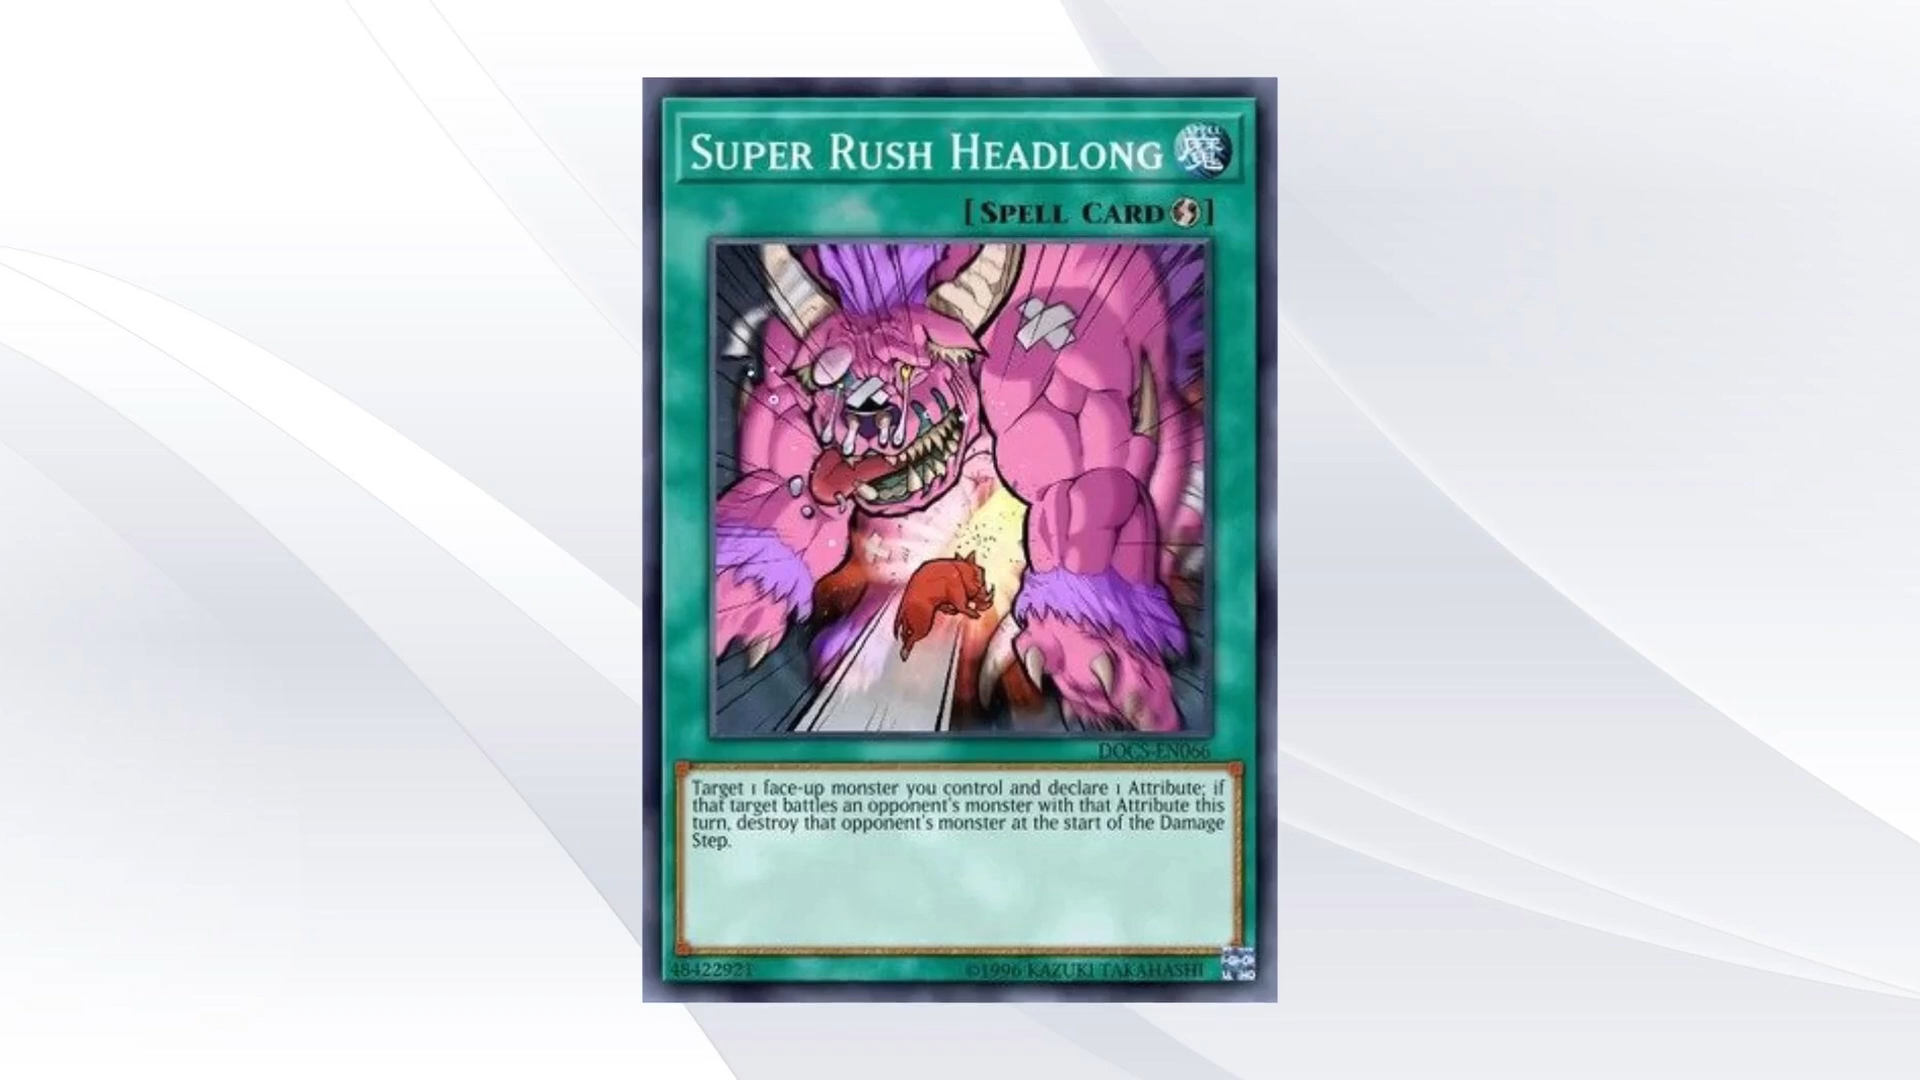 SUPER RUSH HEADLONG
SPELL
魔
[SPELL CARD]
DOCS-EN066
Target 1 face-up monster you control and declare 1 Attribute; if
that target battles an opponent's monster with that Attribute this
turn, destroy that opponent's monster at the start of the Damage
Step.
48422921
©1996 KAZUKI TAKAHASHI